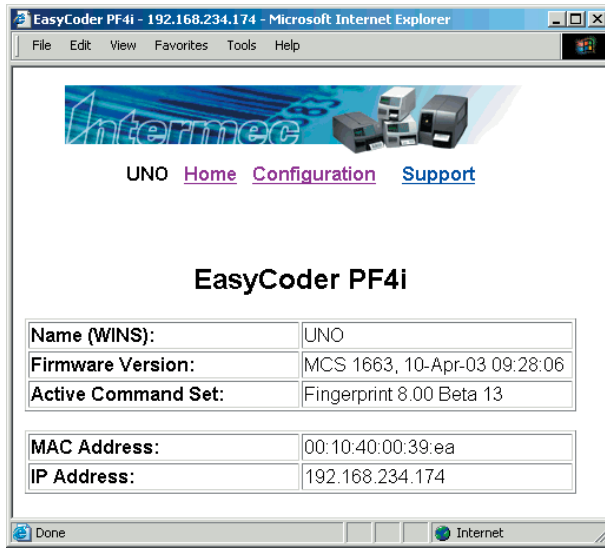 EasyCoder PF4i - 192.168.234.174 - Microsoft Internet Explorer
File Edit View Favorites Tools Help
Intermec
UNO Home Configuration Support
EasyCoder PF4i
Name (WINS): UNO
Firmware Version: MCS 1663, 10-Apr-03 09:28:06
Active Command Set: Fingerprint 8.00 Beta 13
MAC Address: 00:10:40:00:39:ea
IP Address: 192.168.234.174
Done Internet